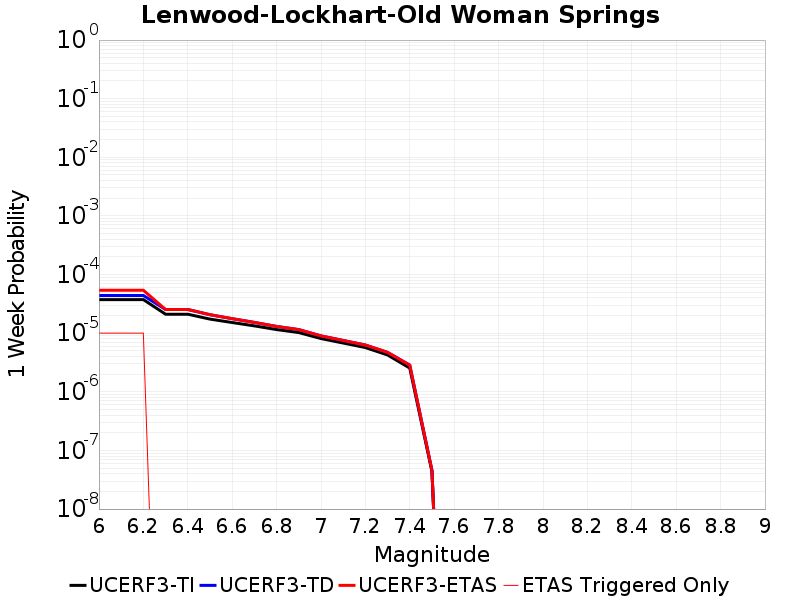 Lenwood-Lockhart-Old Woman Springs
1 Week Probability
10^0
10^-1
10^-2
10^-3
10^-4
10^-5
10^-6
10^-7
10^-8
6 6.2 6.4 6.6 6.8 7 7.2 7.4 7.6 7.8 8 8.2 8.4 8.6 8.8 9
Magnitude
UCERF3-TI UCERF3-TD UCERF3-ETAS ETAS Triggered Only